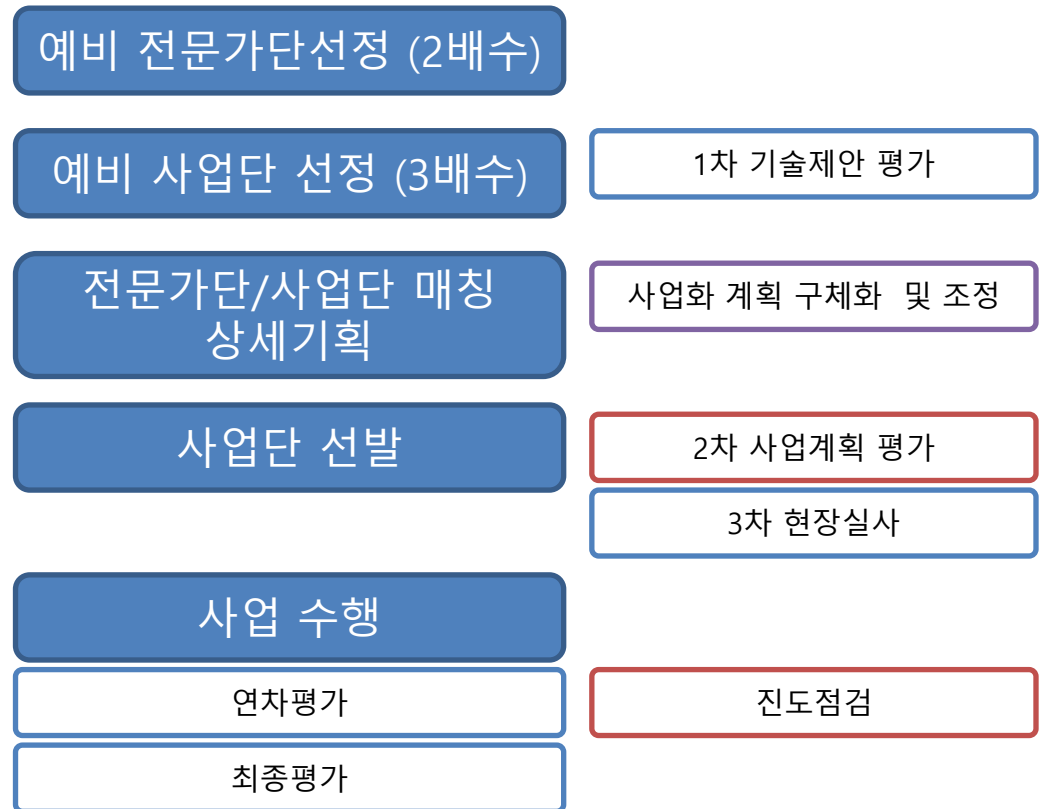 예비 전문가단선정 (2배수)
예비 사업단 선정 (3배수)
1차 기술제안 평가
전문가단/사업단 매칭
상세기획
사업화 계획 구체화 및 조정
사업단 선발
2차 사업계획 평가
3차 현장실사
사업 수행
연차평가
진도점검
최종평가